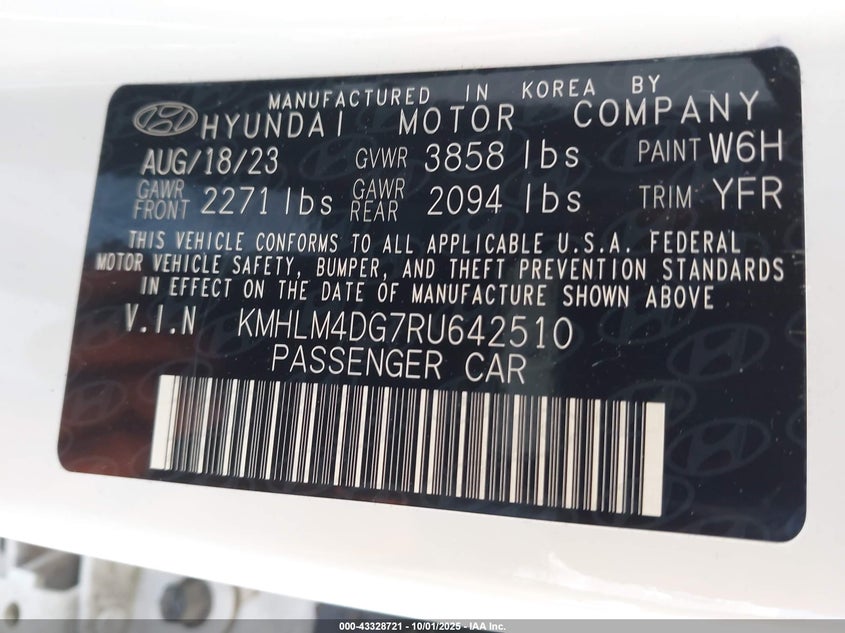 MANUFACTURED IN KOREA BY
HYUNDAI MOTOR COMPANY
AUG/18/23 GVWR 3858 lbs PAINT W6H
GAWR FRONT 2271 lbs GAWR REAR 2094 lbs TRIM YFR
THIS VEHICLE CONFORMS TO ALL APPLICABLE U.S.A. FEDERAL
MOTOR VEHICLE SAFETY, BUMPER, AND THEFT PREVENTION STANDARDS
IN EFFECT ON THE DATE OF MANUFACTURE SHOWN ABOVE
V.I.N KMHLM4DG7RU642510
PASSENGER CAR
000-43328721 - 10/01/2025 - IAA Inc.